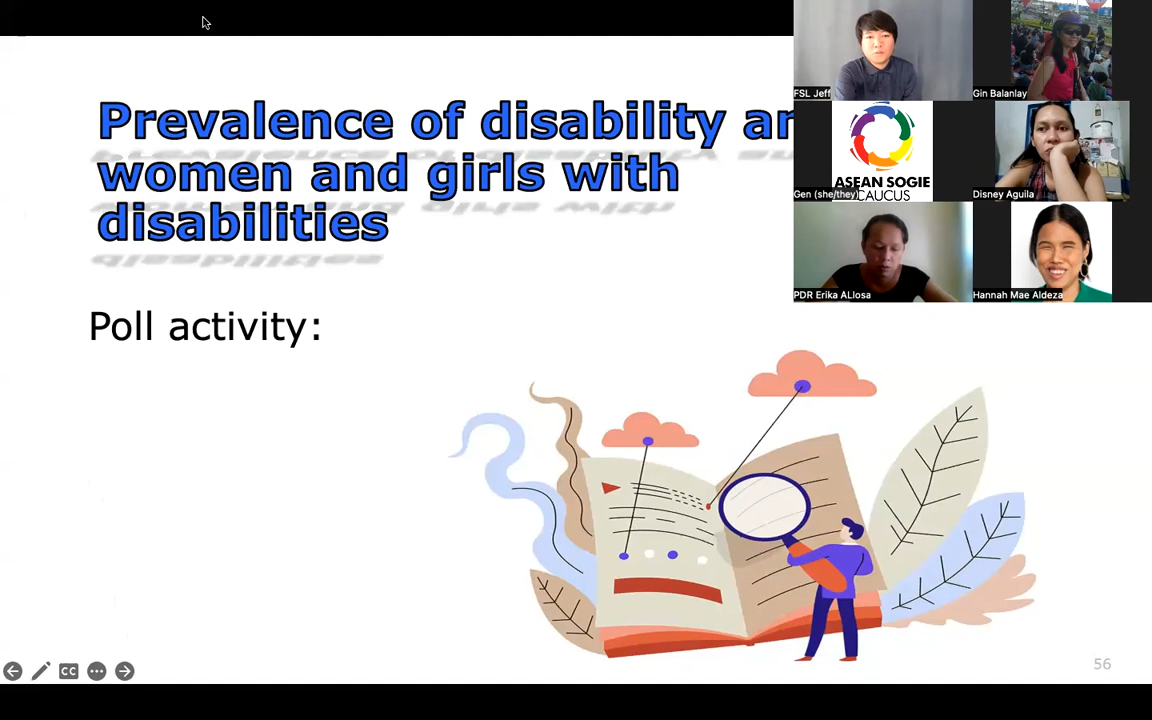 Prevalence of disability
women and girls with
disabilities
Poll activity:
FSL Jeff
Gin Balanlay
ASEAN SOGIE
CAUCUS
Gen (she/they)
Disney Aguila
PDR Erika ALlosa
Hannah Mae Aldeza
CC
56